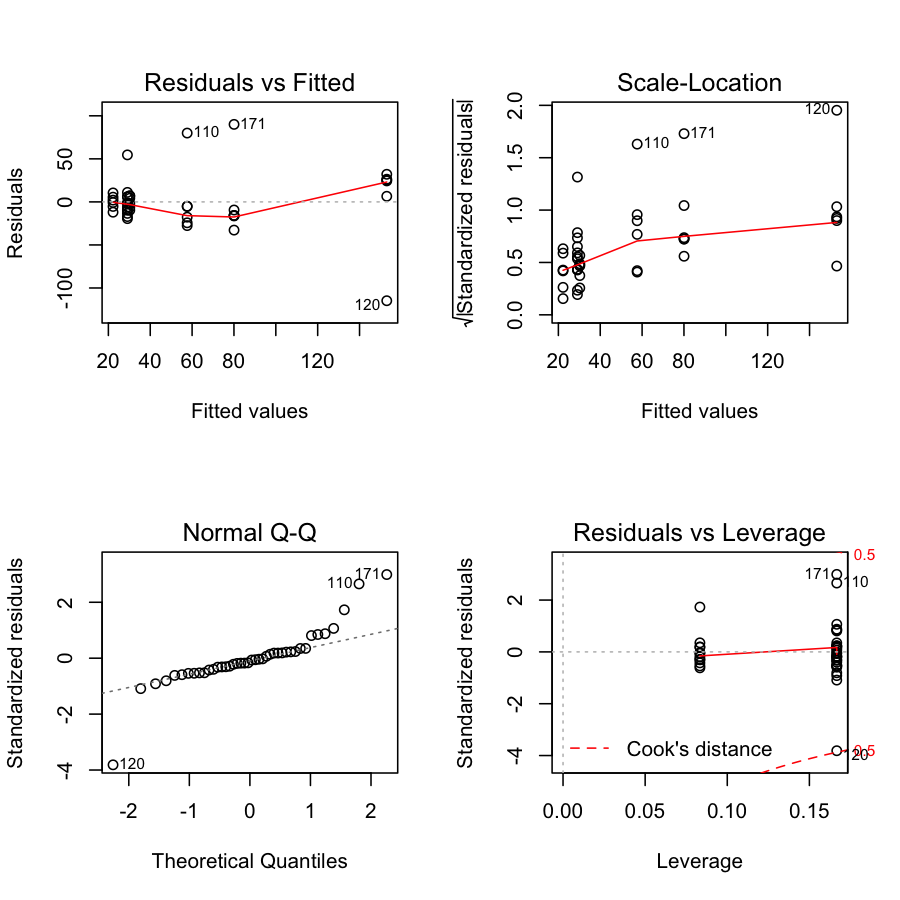 Residuals vs Fitted
Residuals
50
0
-100
110
171
120
20 40 60 80 120
Fitted values
Scale-Location
√|Standardized residuals|
2.0
1.5
1.0
0.5
0.0
120
110
171
20 40 60 80 120
Fitted values
Normal Q-Q
Standardized residuals
2
0
-2
-4
171
110
120
-2 -1 0 1 2
Theoretical Quantiles
Residuals vs Leverage
Standardized residuals
2
0
-2
-4
0.5
171
110
0.5
120
Cook's distance
0.00 0.05 0.10 0.15
Leverage